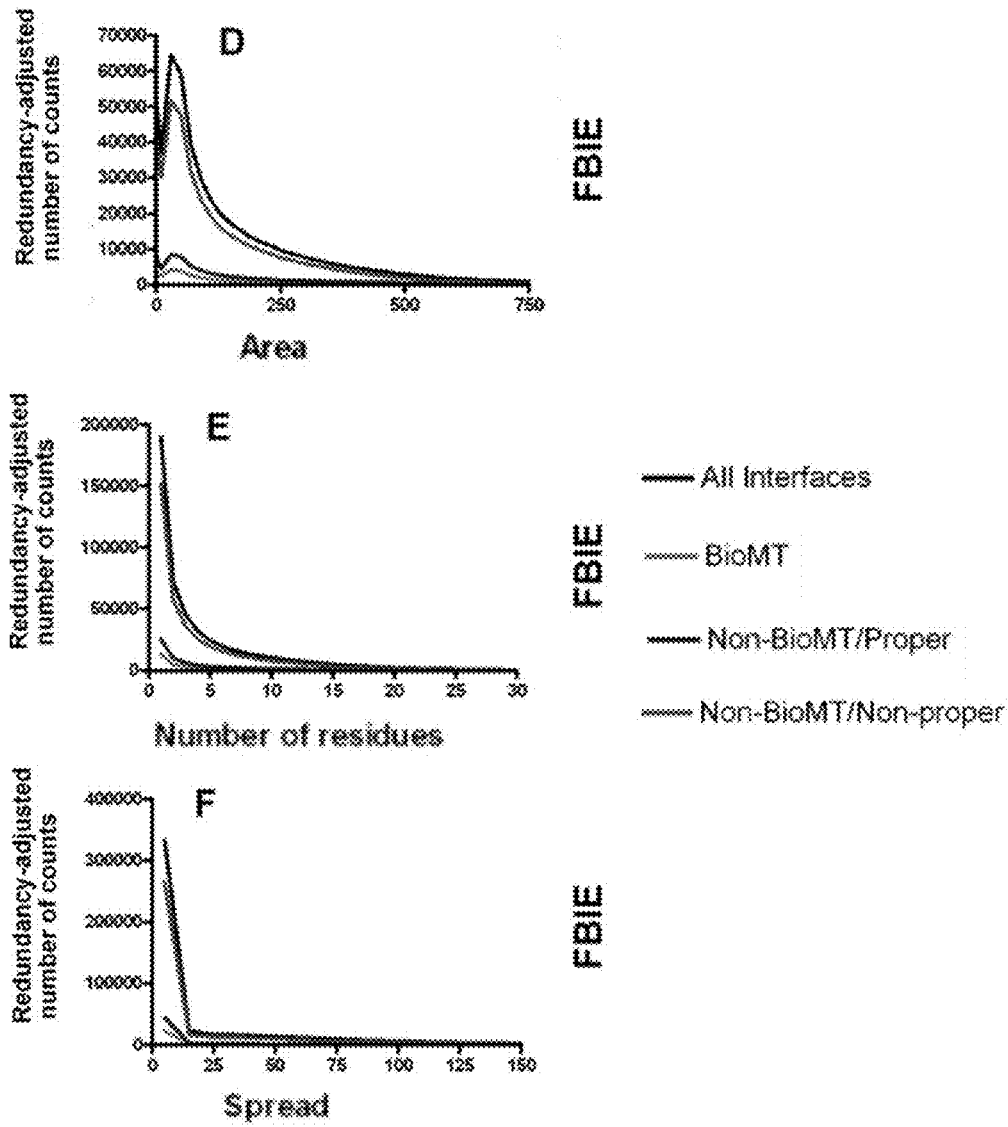 D
Redundancy-adjusted
number of counts
70000
60000
50000
40000
30000
20000
10000
0
0 250 500 750
Area
FBIE
E
Redundancy-adjusted
number of counts
200000
150000
100000
50000
0
0 5 10 15 20 25 30
Number of residues
FBIE
All Interfaces
BioMT
Non-BioMT/Proper
Non-BioMT/Non-proper
F
Redundancy-adjusted
number of counts
400000
300000
200000
100000
0
0 25 50 75 100 125 150
Spread
FBIE